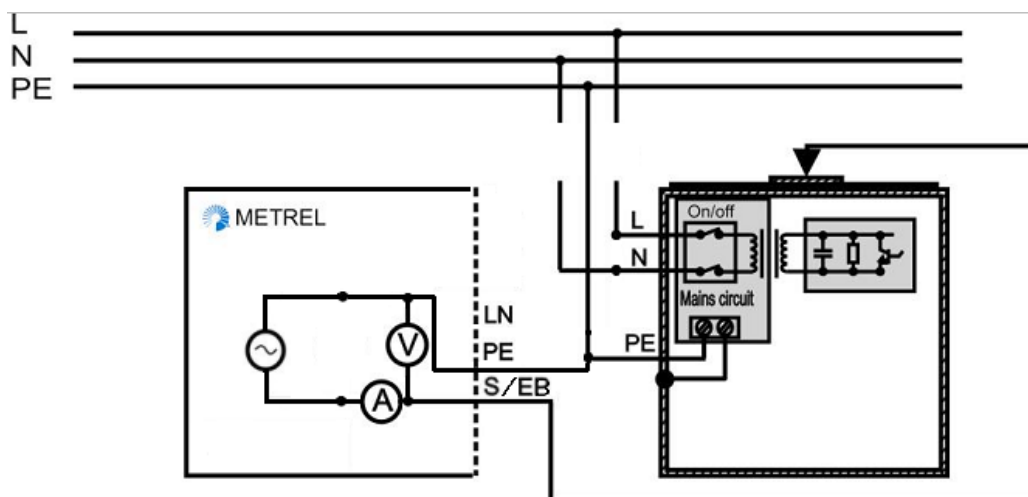 L
N
PE
METREL
LN
PE
S/EB
V
A
L
N
PE
On/off
Mains circuit